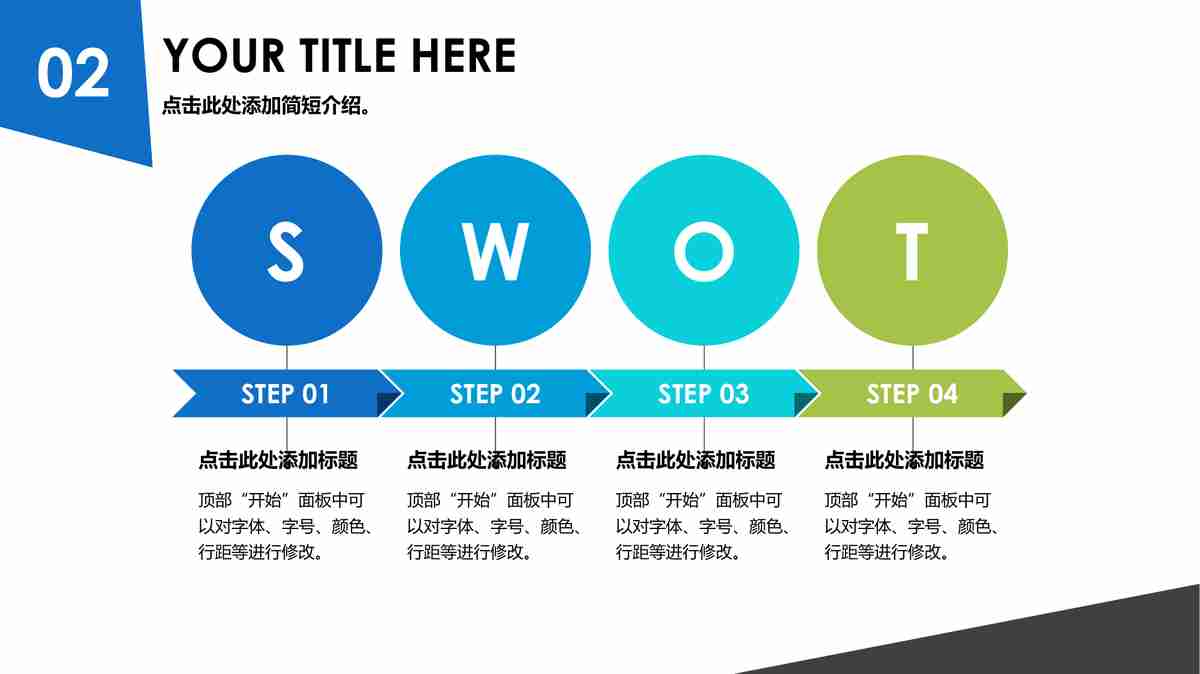 02
YOUR TITLE HERE
点击此处添加简短介绍。
S
W
O
T
STEP 01
STEP 02
STEP 03
STEP 04
点击此处添加标题
顶部“开始”面板中可
以对字体、字号、颜色、
行距等进行修改。
点击此处添加标题
顶部“开始”面板中可
以对字体、字号、颜色、
行距等进行修改。
点击此处添加标题
顶部“开始”面板中可
以对字体、字号、颜色、
行距等进行修改。
点击此处添加标题
顶部“开始”面板中可
以对字体、字号、颜色、
行距等进行修改。